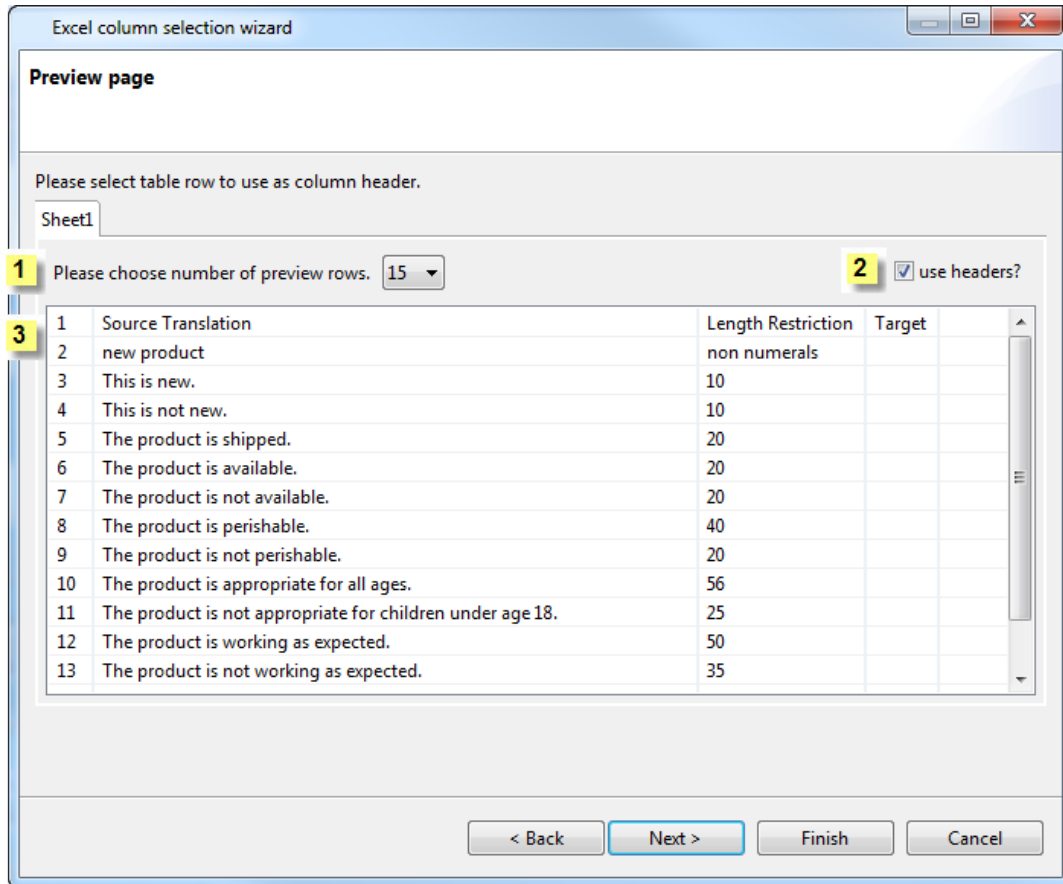 Excel column selection wizard
Preview page
Please select table row to use as column header.
Sheet1
1 Please choose number of preview rows. 15 2 use headers?
3
1 Source Translation Length Restriction Target
2 new product non numerals
3 This is new. 10
4 This is not new. 10
5 The product is shipped. 20
6 The product is available. 20
7 The product is not available. 20
8 The product is perishable. 40
9 The product is not perishable. 20
10 The product is appropriate for all ages. 56
11 The product is not appropriate for children under age 18. 25
12 The product is working as expected. 50
13 The product is not working as expected. 35
< Back Next > Finish Cancel